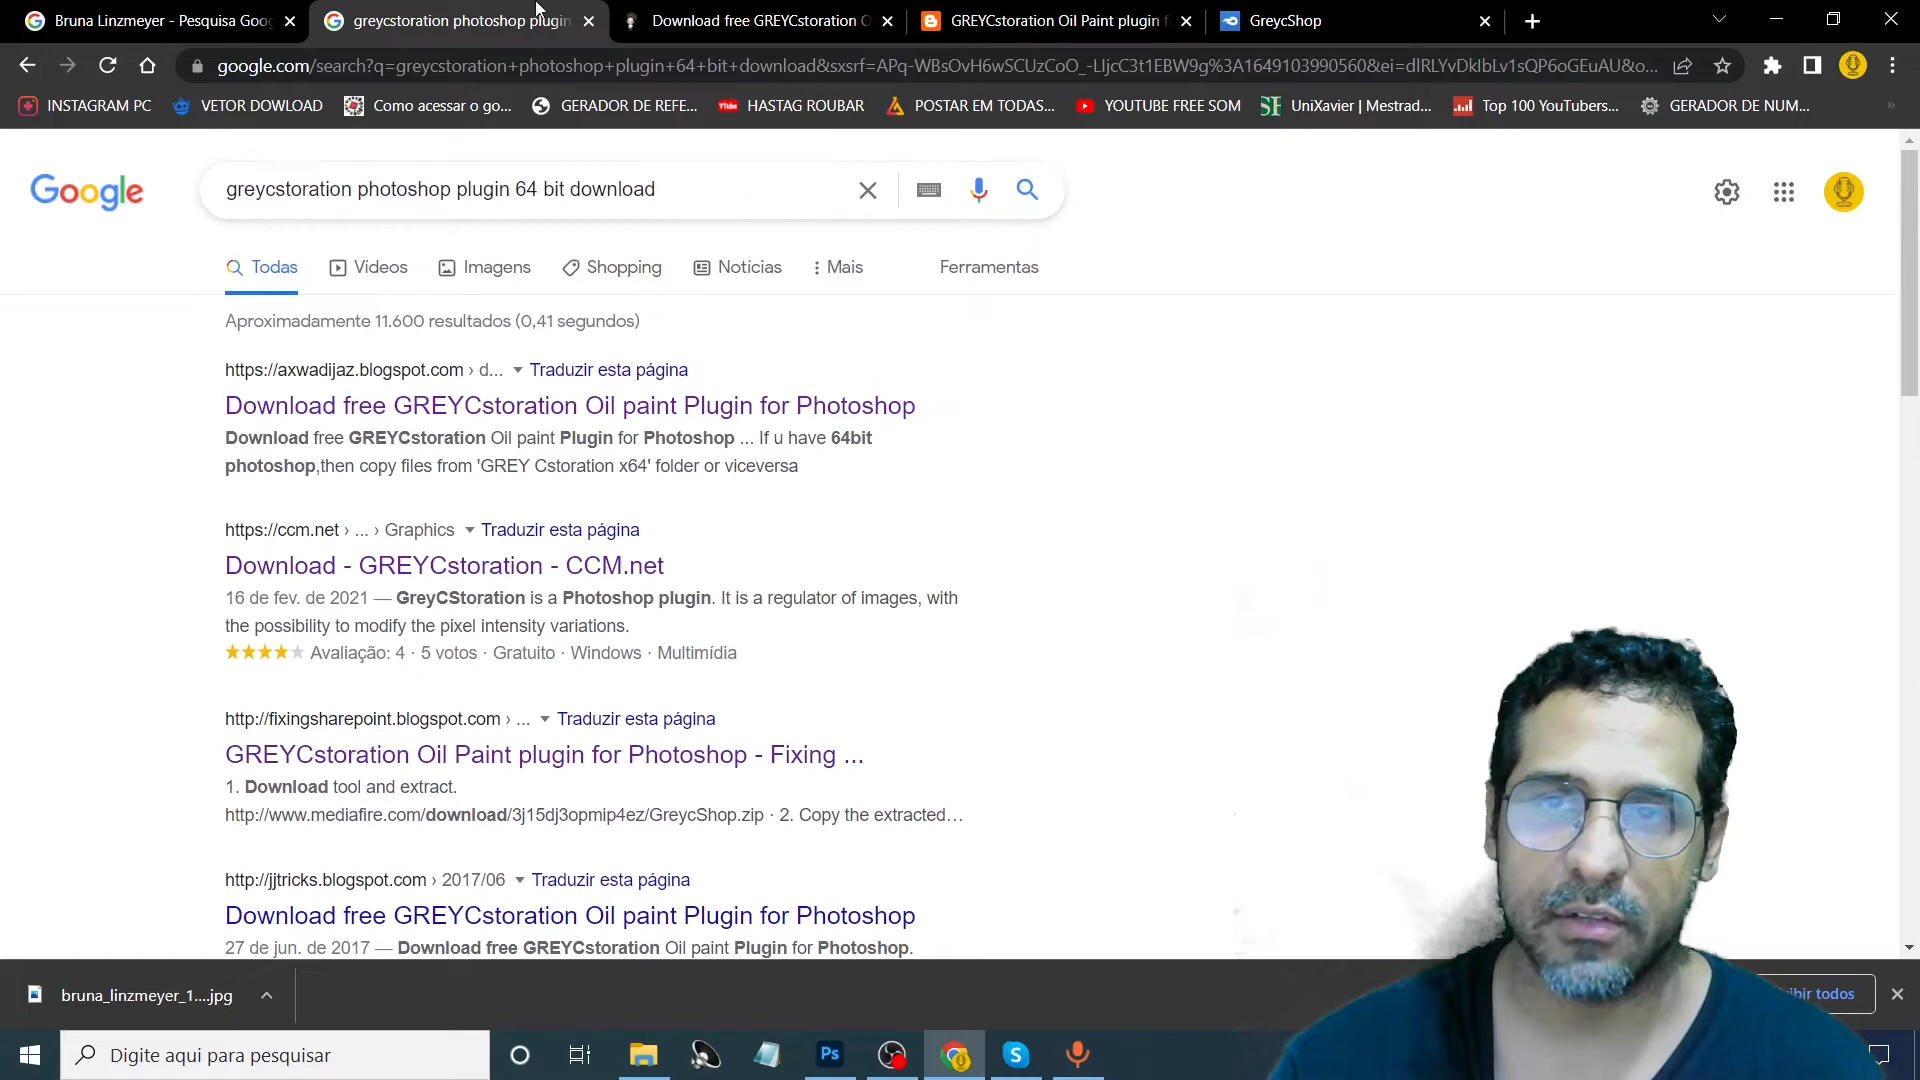 Bruna Linzmeyer - Pesquisa Goo
greycstoration photoshop plugin
Download free GREYCstoration O
GREYCstoration Oil Paint plugin f
GreycShop
google.com/search?q=greycstoration+photoshop+plugin+64+bit+download&sxsrf=APq-WBsOvH6wSCUzCoO_-LIjcC3t1EBW9g%3A1649103990560&ei=dIRLYvDkIbLv1sQP6oGEuAU&o...
INSTAGRAM PC
VETOR DOWLOAD
Como acessar o go...
GERADOR DE REFE...
HASTAG ROUBAR
POSTAR EM TODAS...
YOUTUBE FREE SOM
UniXavier | Mestrad...
Top 100 YouTubers...
GERADOR DE NUM...
Google
greycstoration photoshop plugin 64 bit download
Todas
Vídeos
Imagens
Shopping
Notícias
Mais
Ferramentas
Aproximadamente 11.600 resultados (0,41 segundos)
https://axwadijaz.blogspot.com › d... Traduzir esta página
Download free GREYCstoration Oil paint Plugin for Photoshop
Download free GREYCstoration Oil paint Plugin for Photoshop ... If u have 64bit
photoshop,then copy files from 'GREY Cstoration x64' folder or viceversa
https://ccm.net › ... › Graphics Traduzir esta página
Download - GREYCstoration - CCM.net
16 de fev. de 2021 — GreyCStoration is a Photoshop plugin. It is a regulator of images, with
the possibility to modify the pixel intensity variations.
Avaliação: 4 · 5 votos · Gratuito · Windows · Multimídia
http://fixingsharepoint.blogspot.com › ... Traduzir esta página
GREYCstoration Oil Paint plugin for Photoshop - Fixing ...
1. Download tool and extract.
http://www.mediafire.com/download/3j15dj3opmip4ez/GreycShop.zip · 2. Copy the extracted...
http://jjtricks.blogspot.com › 2017/06 Traduzir esta página
Download free GREYCstoration Oil paint Plugin for Photoshop
27 de jun. de 2017 — Download free GREYCstoration Oil paint Plugin for Photoshop.
bruna_linzmeyer_1....jpg
ibir todos
Digite aqui para pesquisar
Ps